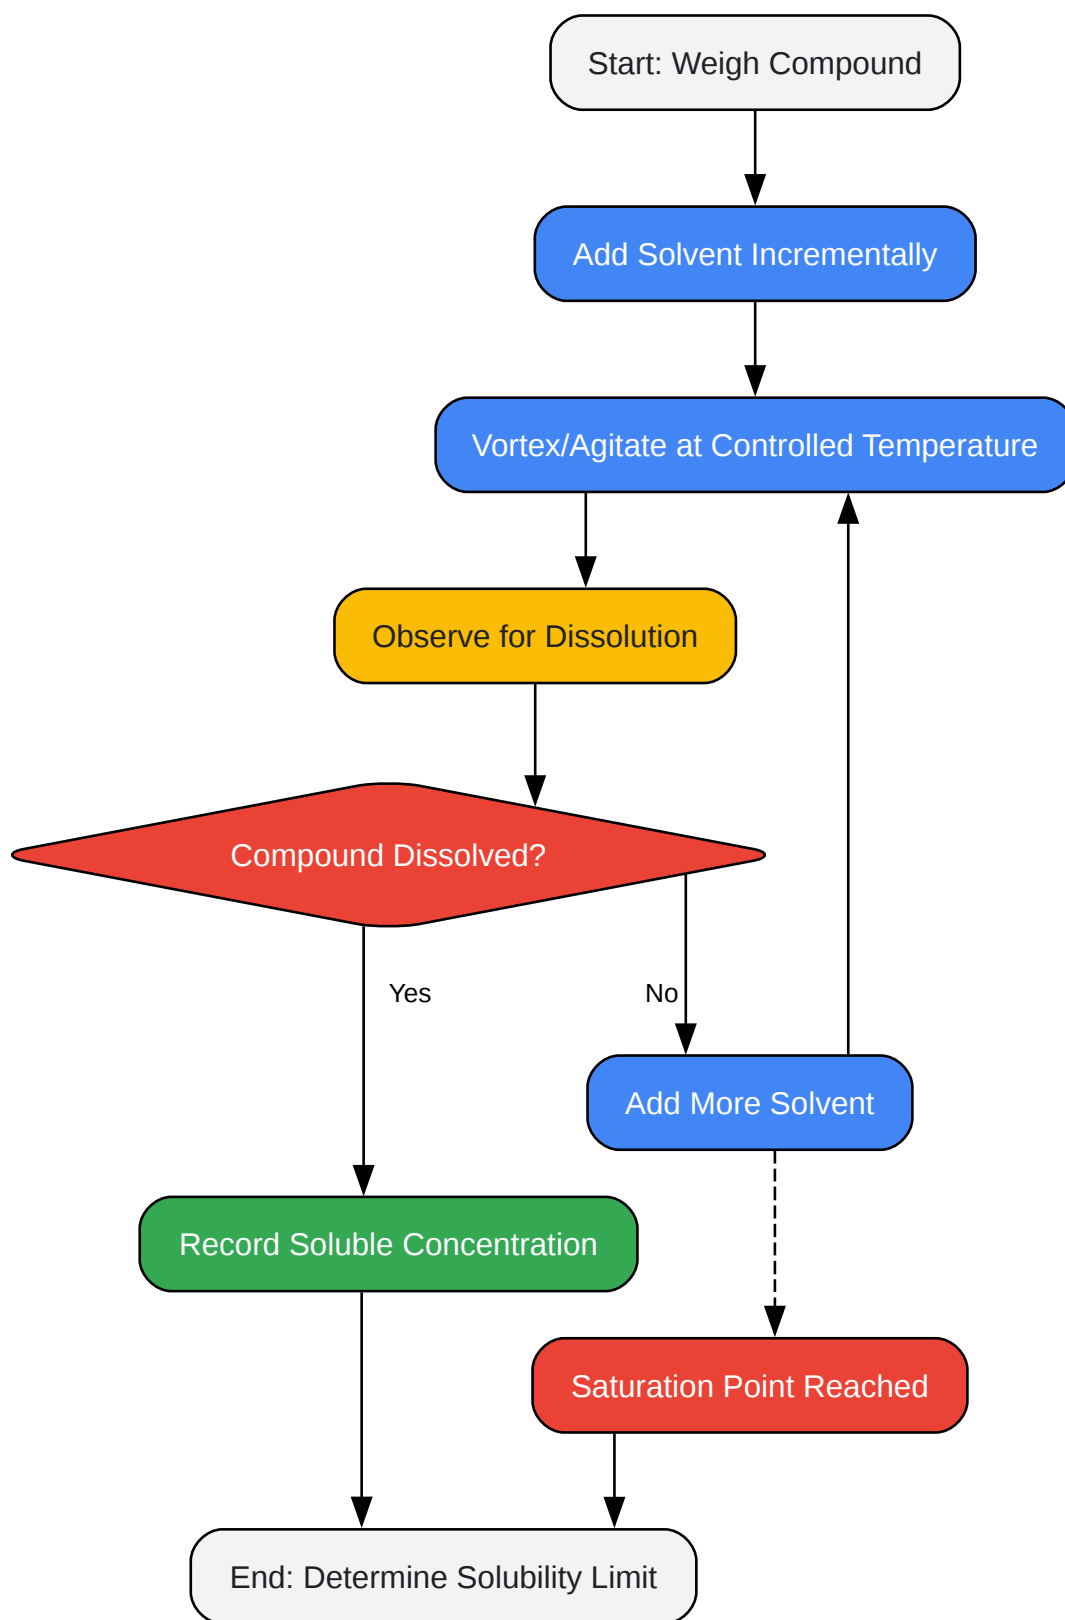 Start: Weigh Compound
Add Solvent Incrementally
Vortex/Agitate at Controlled Temperature
Observe for Dissolution
Compound Dissolved?
Yes
No
Add More Solvent
Record Soluble Concentration
Saturation Point Reached
End: Determine Solubility Limit